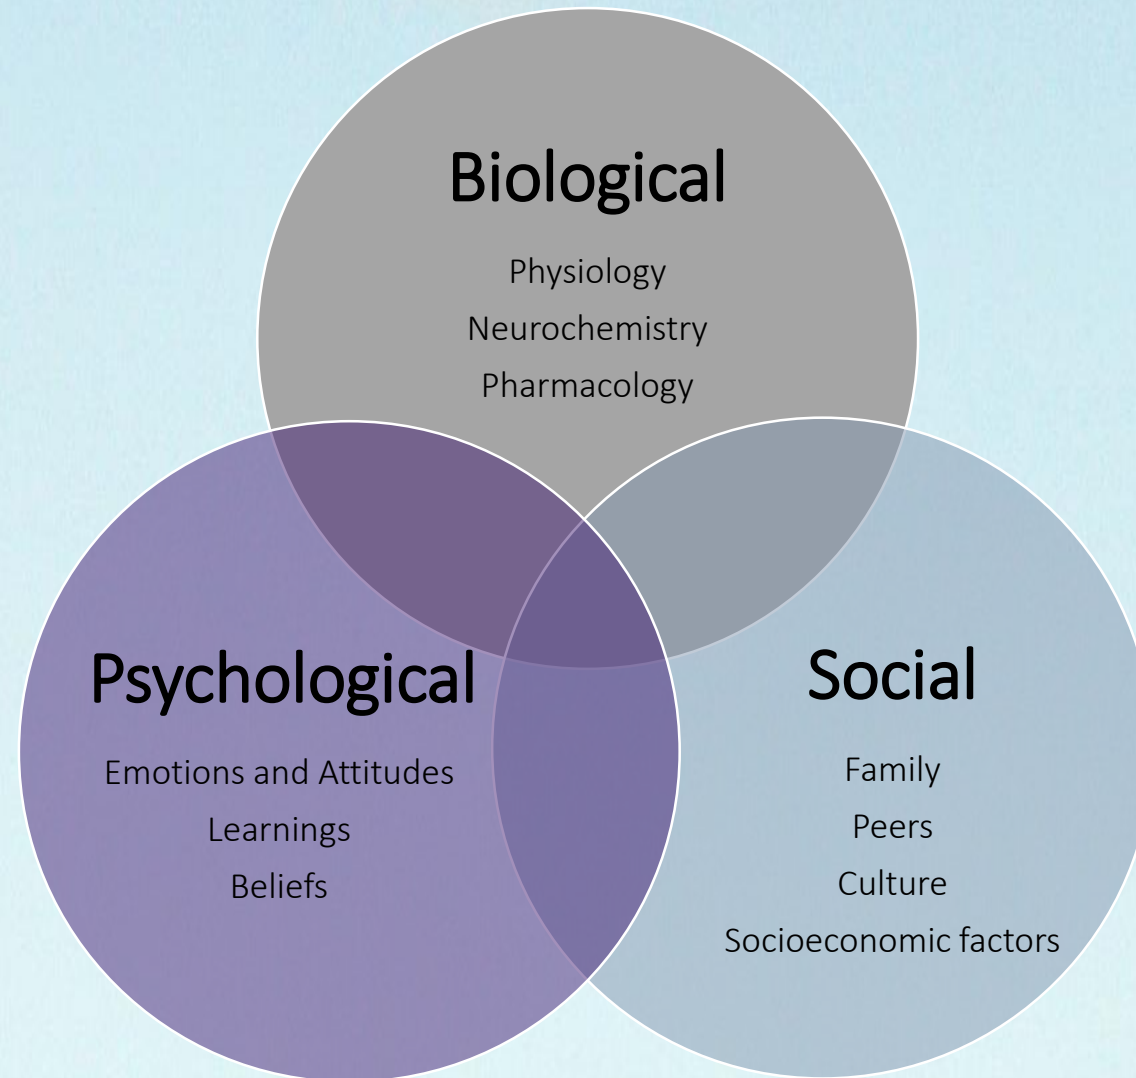 Biological
Physiology
Neurochemistry
Pharmacology
Psychological
Emotions and Attitudes
Learnings
Beliefs
Social
Family
Peers
Culture
Socioeconomic factors